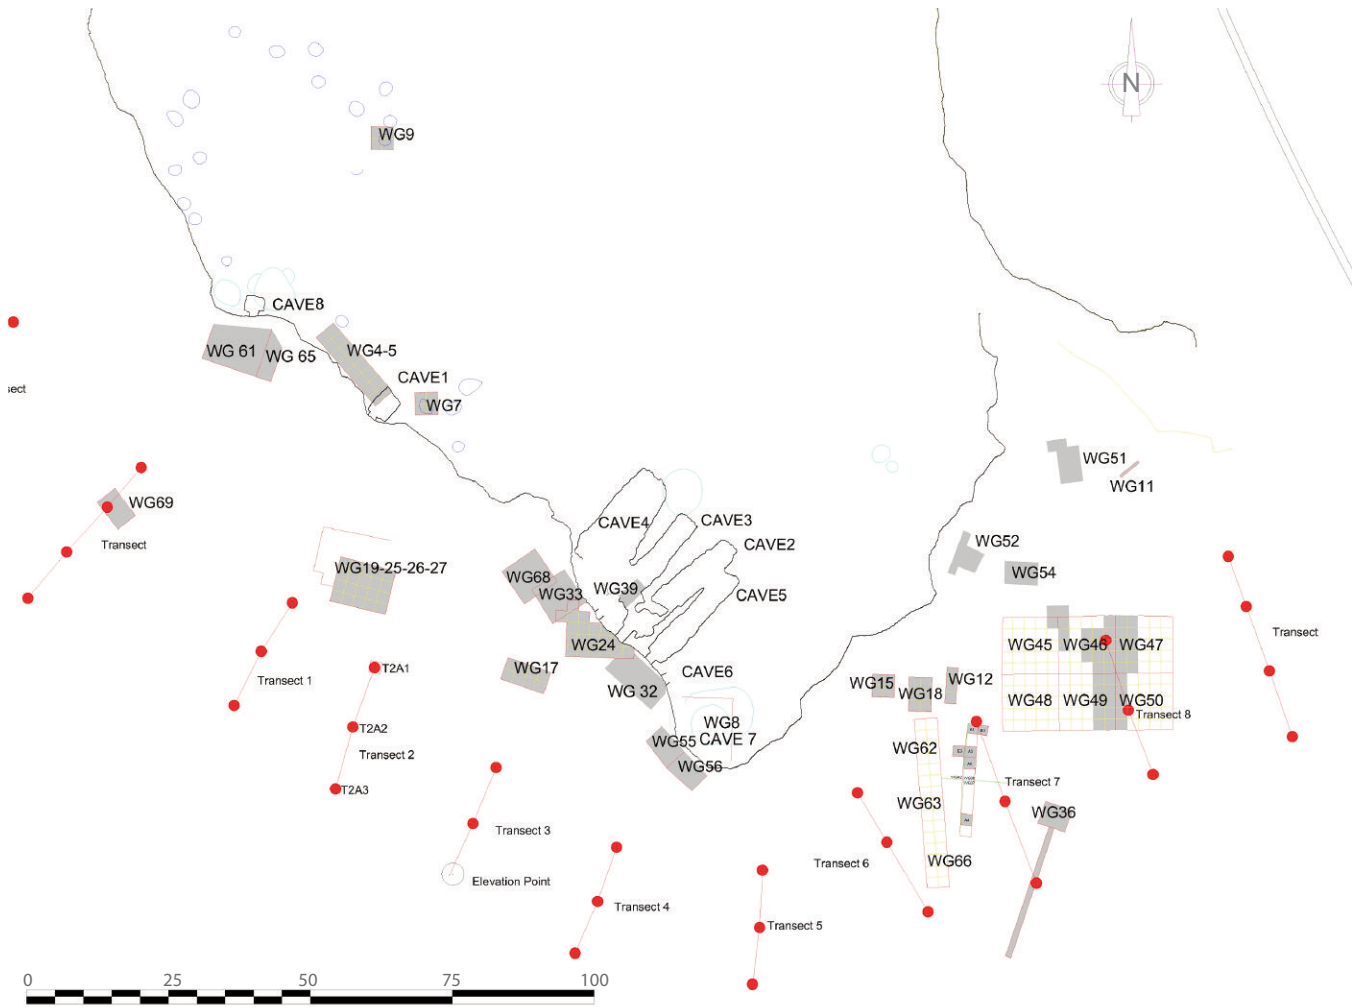 N
WG9
CAVE8
WG 61
WG 65
WG4-5
CAVE1
WG7
sect
WG51
WG11
WG69
Transect
CAVE4
CAVE3
CAVE2
WG52
WG54
WG19-25-26-27
WG68
WG33
WG39
CAVE5
Transect
WG24
WG45
WG46
WG47
WG17
WG 32
CAVE6
WG15
WG18
WG12
WG48
WG49
WG50
Transect 8
T2A1
Transect 1
T2A2
Transect 2
T2A3
WG8
CAVE 7
WG55
WG56
WG62
WG63
WG66
Transect 7
WG36
Transect 3
Elevation Point
Transect 4
Transect 5
Transect 6
0 25 50 75 100